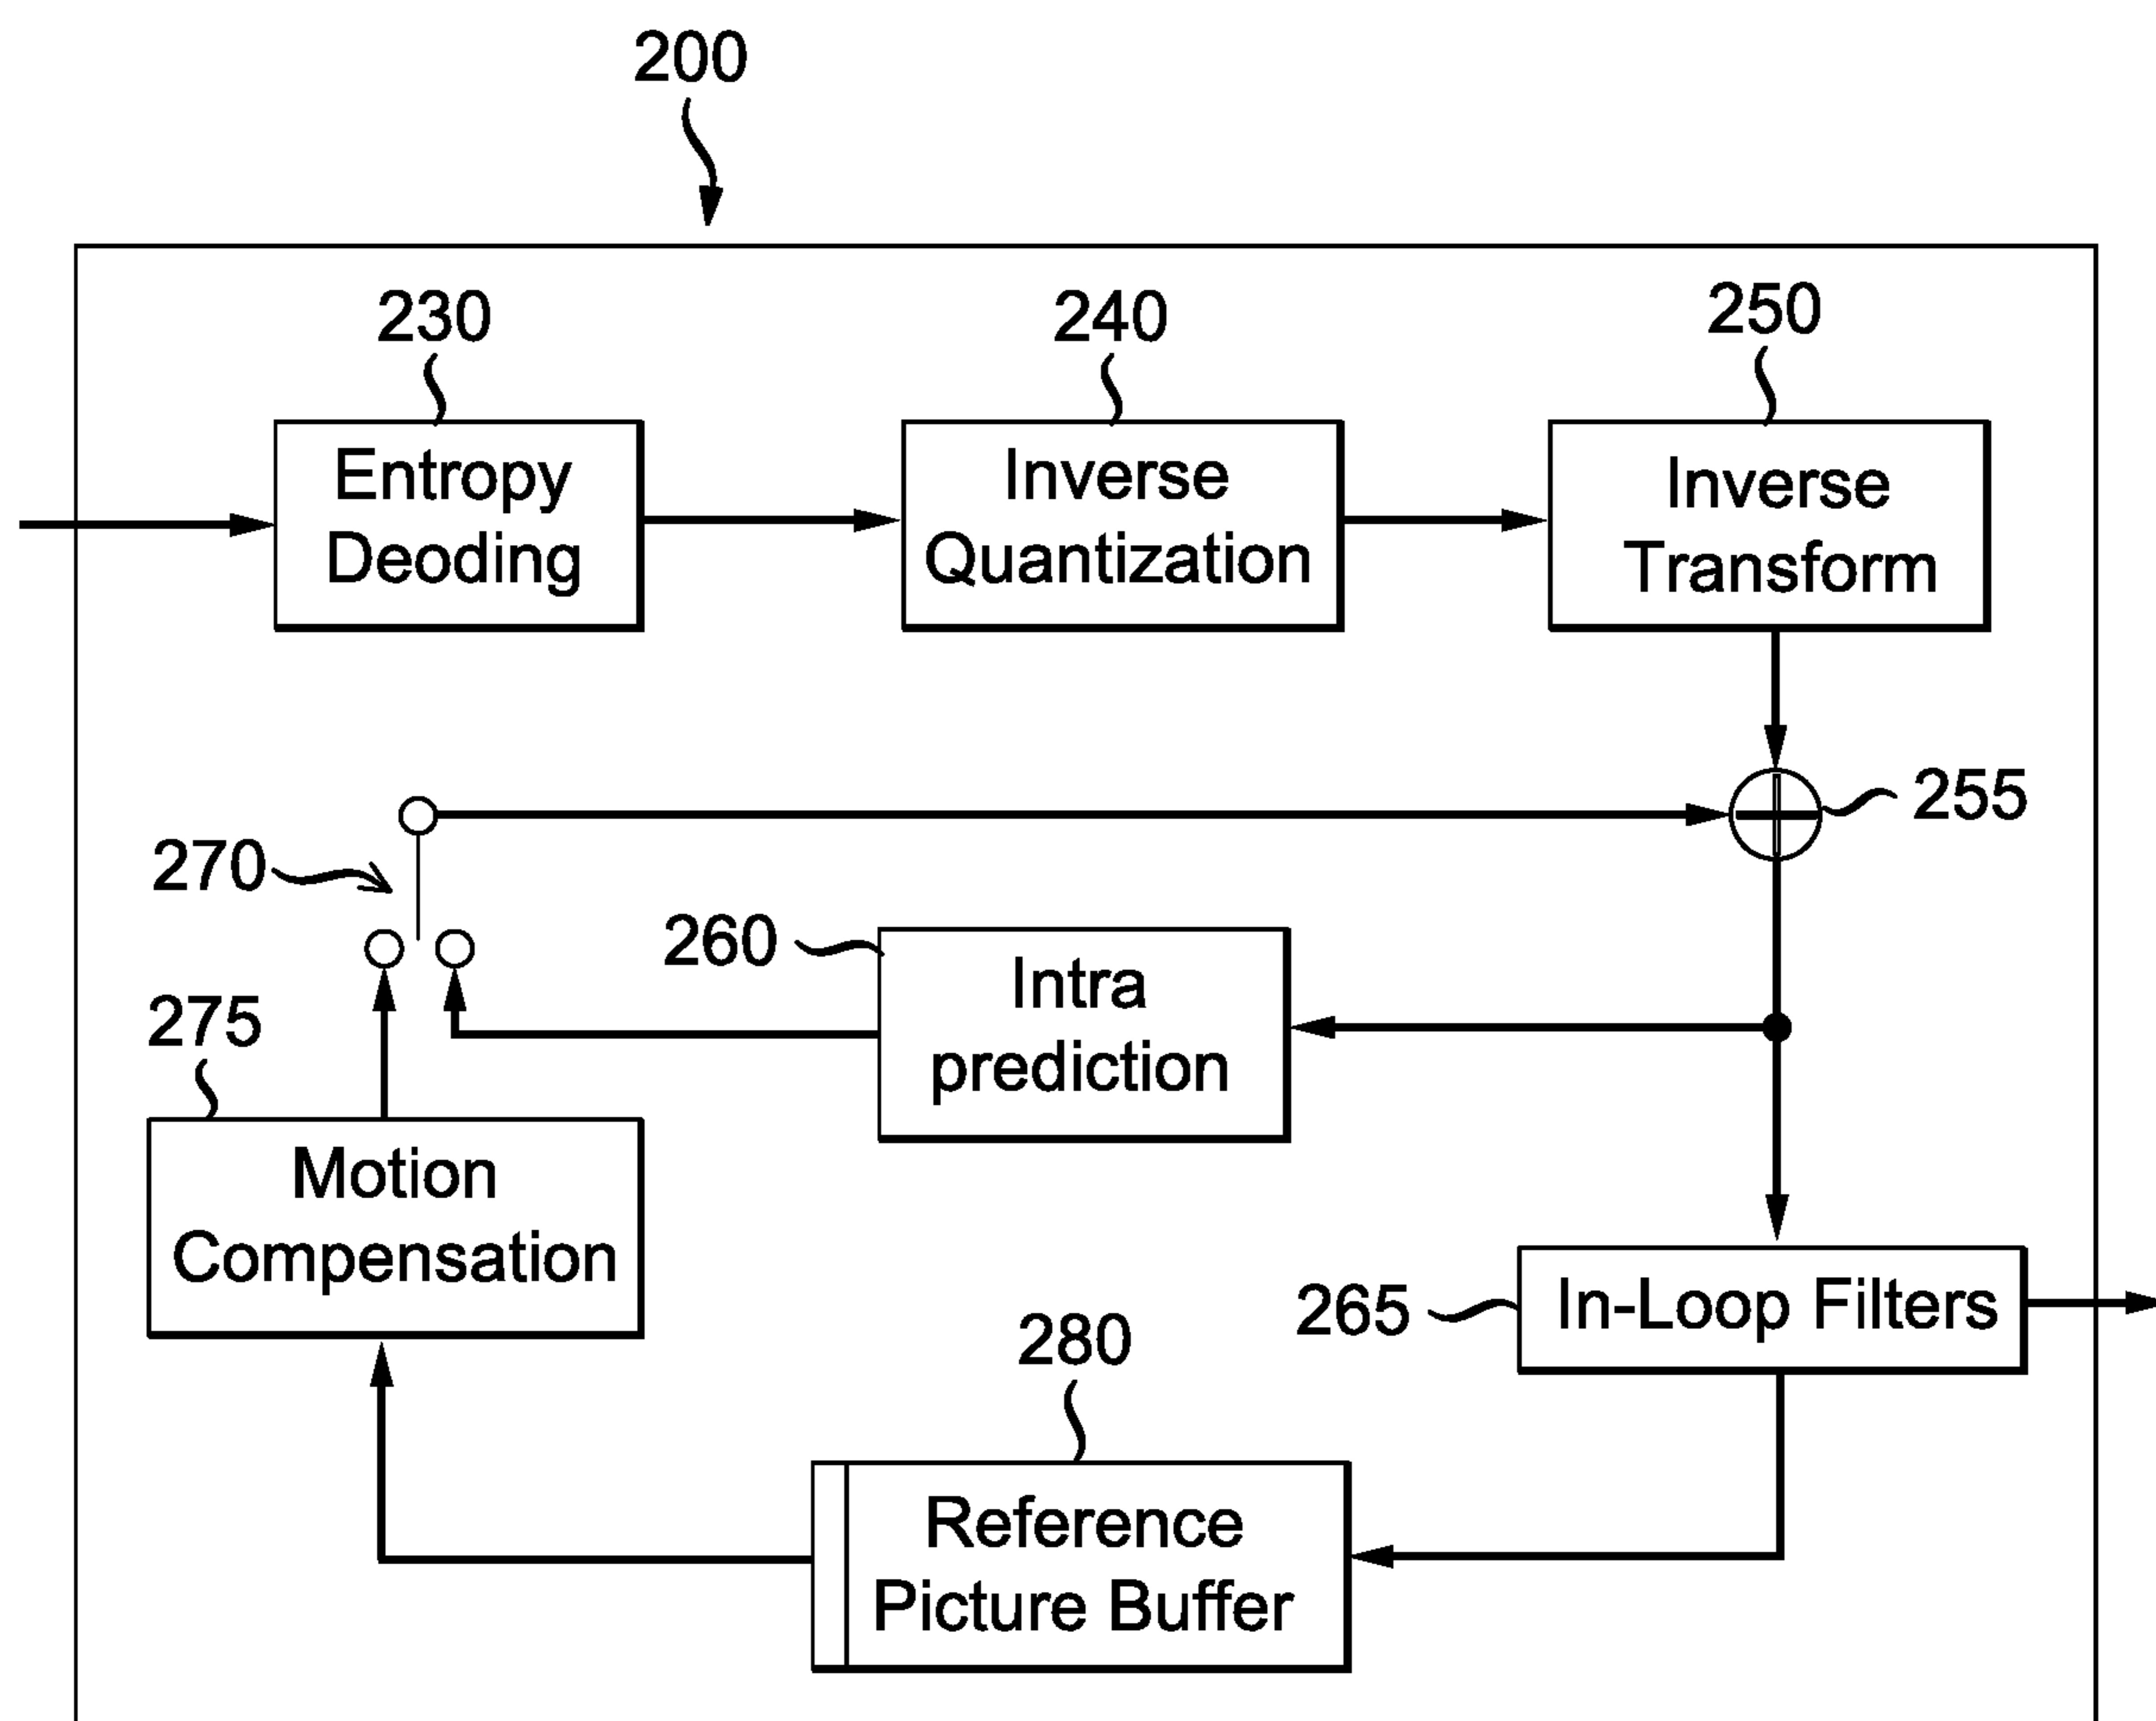 200
230
240
250
Entropy
Deoding
Inverse
Quantization
Inverse
Transform
255
270
260
Intra
prediction
275
Motion
Compensation
265
In-Loop Filters
280
Reference
Picture Buffer